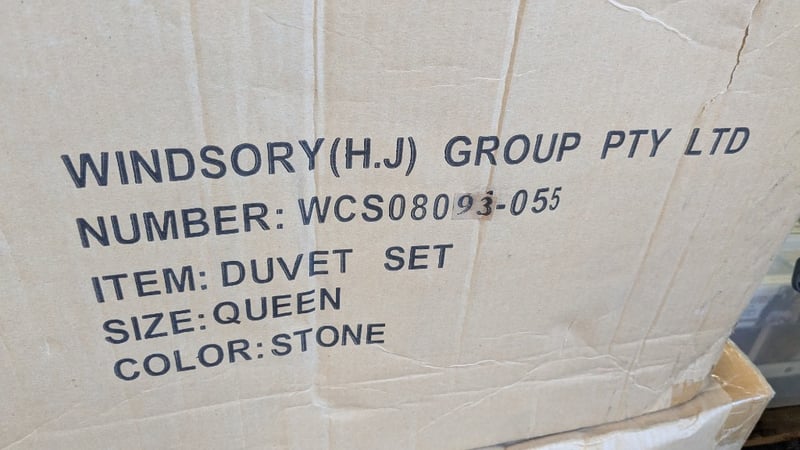 WINDSORY(H.J) GROUP PTY LTD
NUMBER: WCS08093-055
ITEM: DUVET SET
SIZE: QUEEN
COLOR: STONE